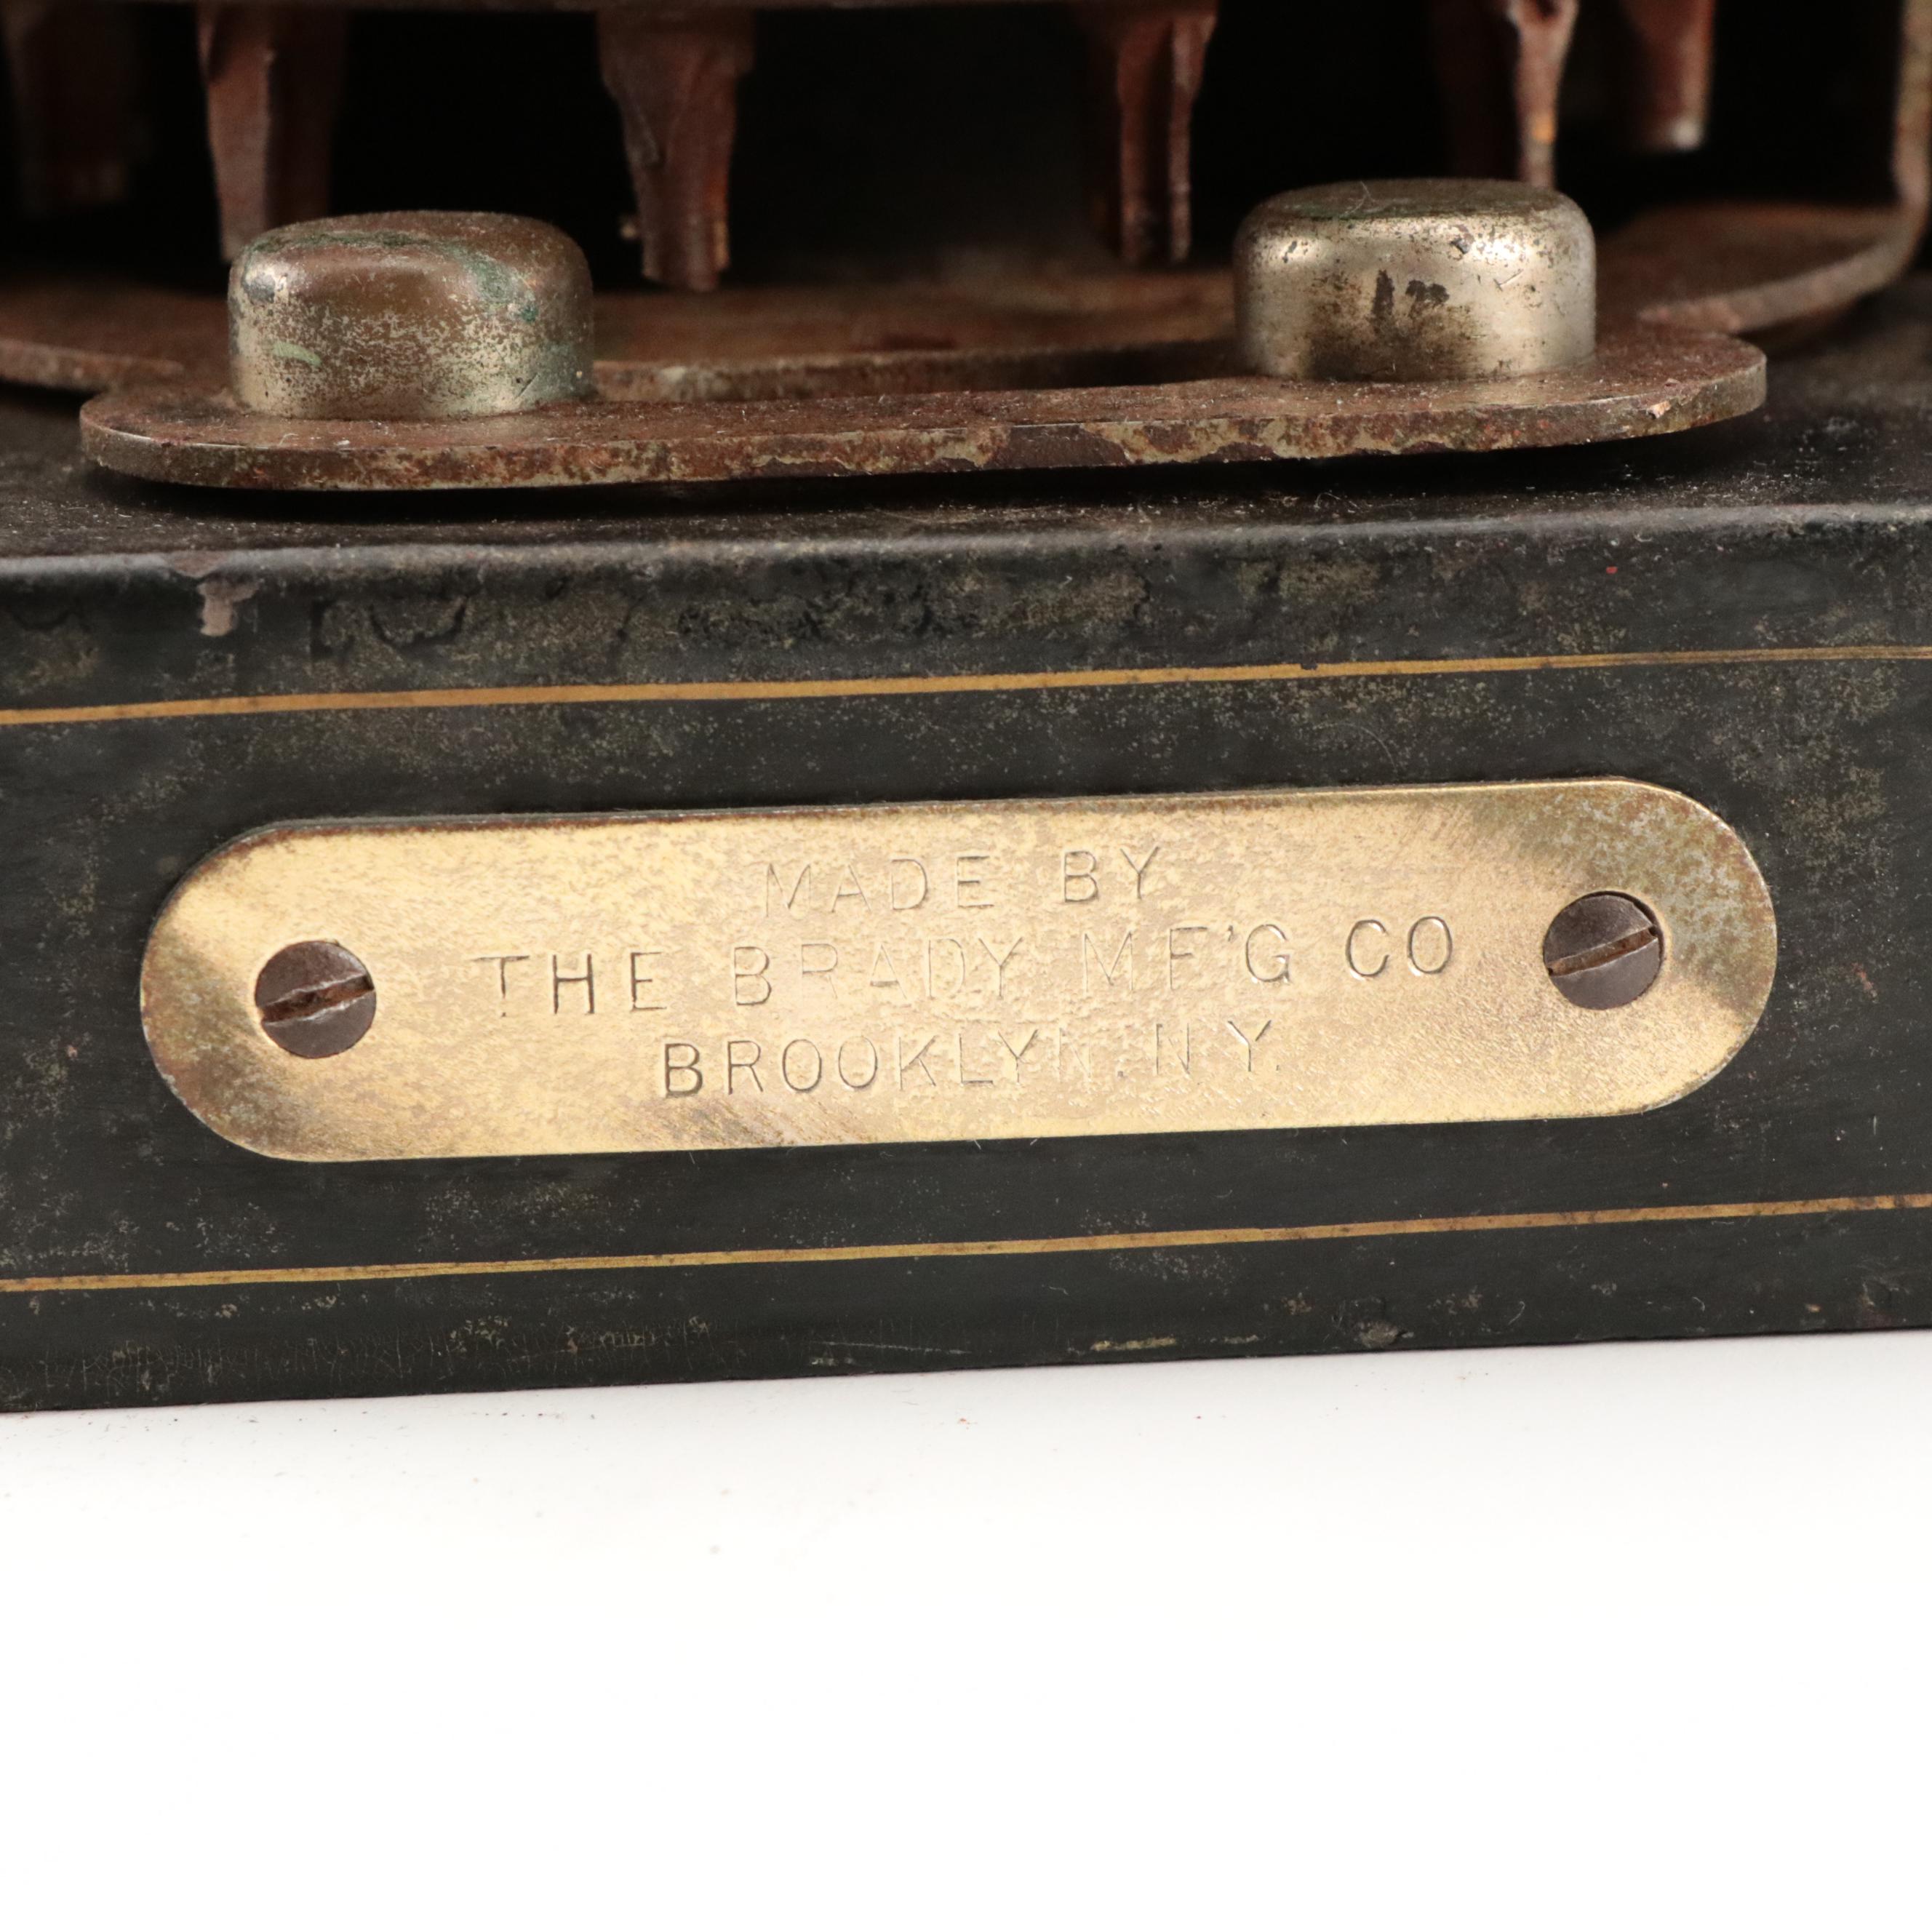 MADE BY
THE BRADY MF'G CO
BROOKLYN. N.Y.